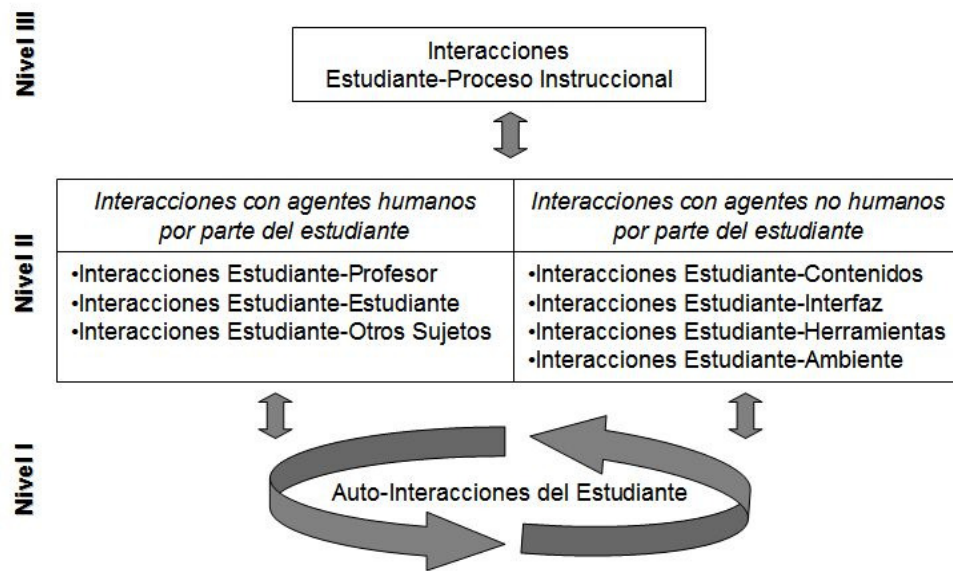 Nivel III
Interacciones
Estudiante-Proceso Instruccional
Nivel II
Interacciones con agentes humanos
por parte del estudiante
•Interacciones Estudiante-Profesor
•Interacciones Estudiante-Estudiante
•Interacciones Estudiante-Otros Sujetos
Interacciones con agentes no humanos
por parte del estudiante
•Interacciones Estudiante-Contenidos
•Interacciones Estudiante-Interfaz
•Interacciones Estudiante-Herramientas
•Interacciones Estudiante-Ambiente
Nivel I
Auto-Interacciones del Estudiante